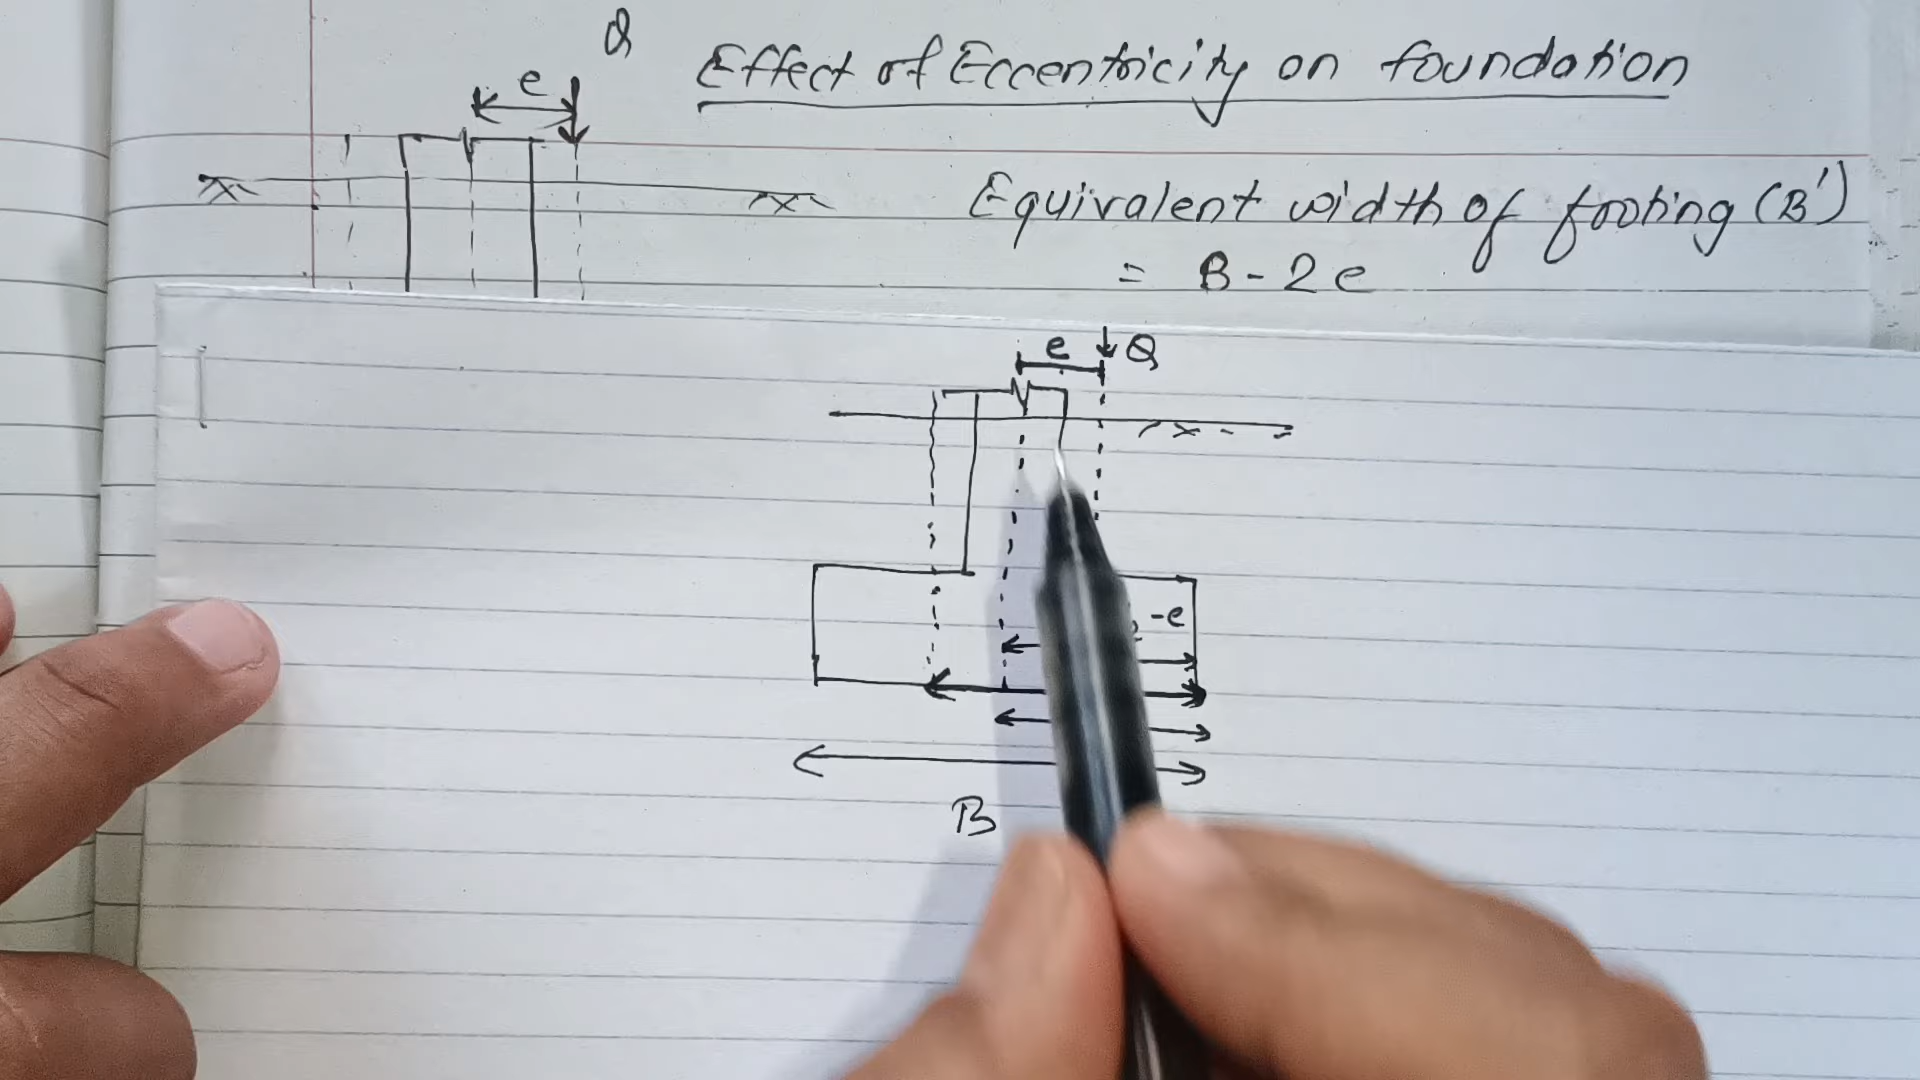 Q
e
Effect of Eccentricity on foundation
Equivalent width of footing (B')
= B - 2e
e
Q
-e
B